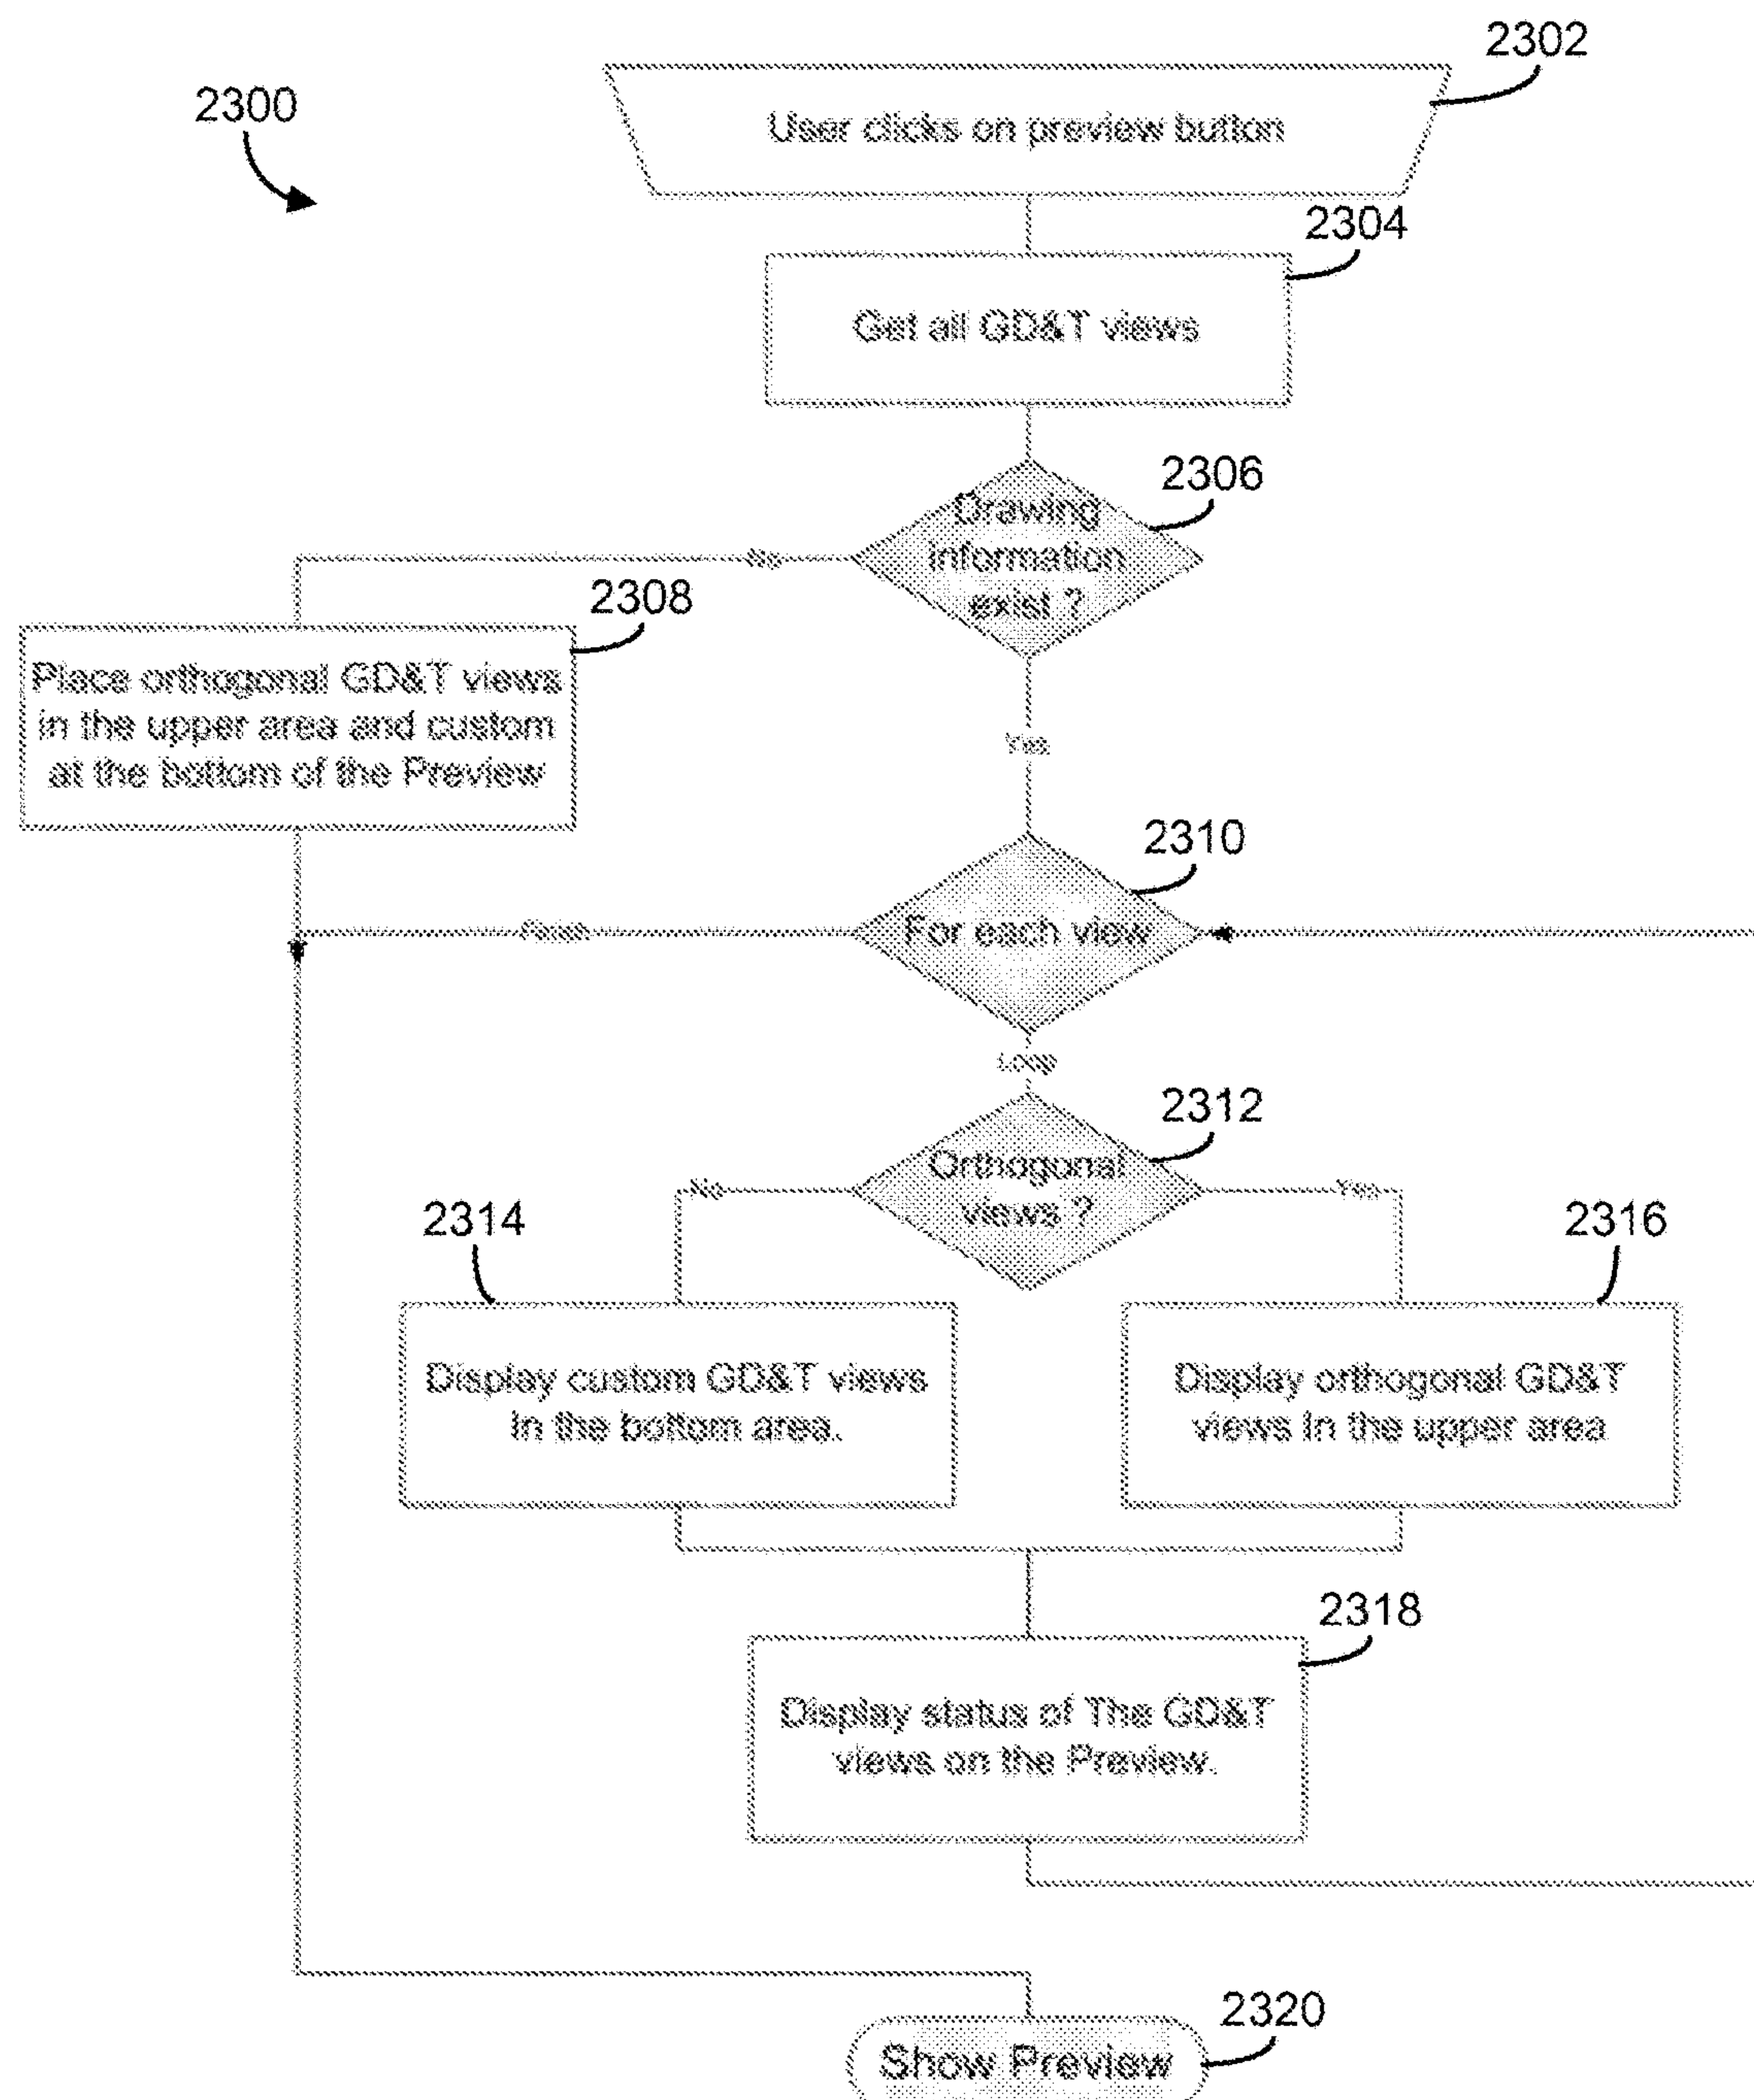 2302
2300
User clicks on preview button
2304
Get all GD&T views
2306
Drawing
information
exist ?
No
2308
Place orthogonal GD&T views
in the upper area and custom
at the bottom of the Preview
Yes
2310
For each view
Finish
Loop
2312
Orthogonal
views ?
No
Yes
2314
2316
Display custom GD&T views
In the bottom area.
Display orthogonal GD&T
views In the upper area
2318
Display status of The GD&T
views on the Preview.
2320
Show Preview